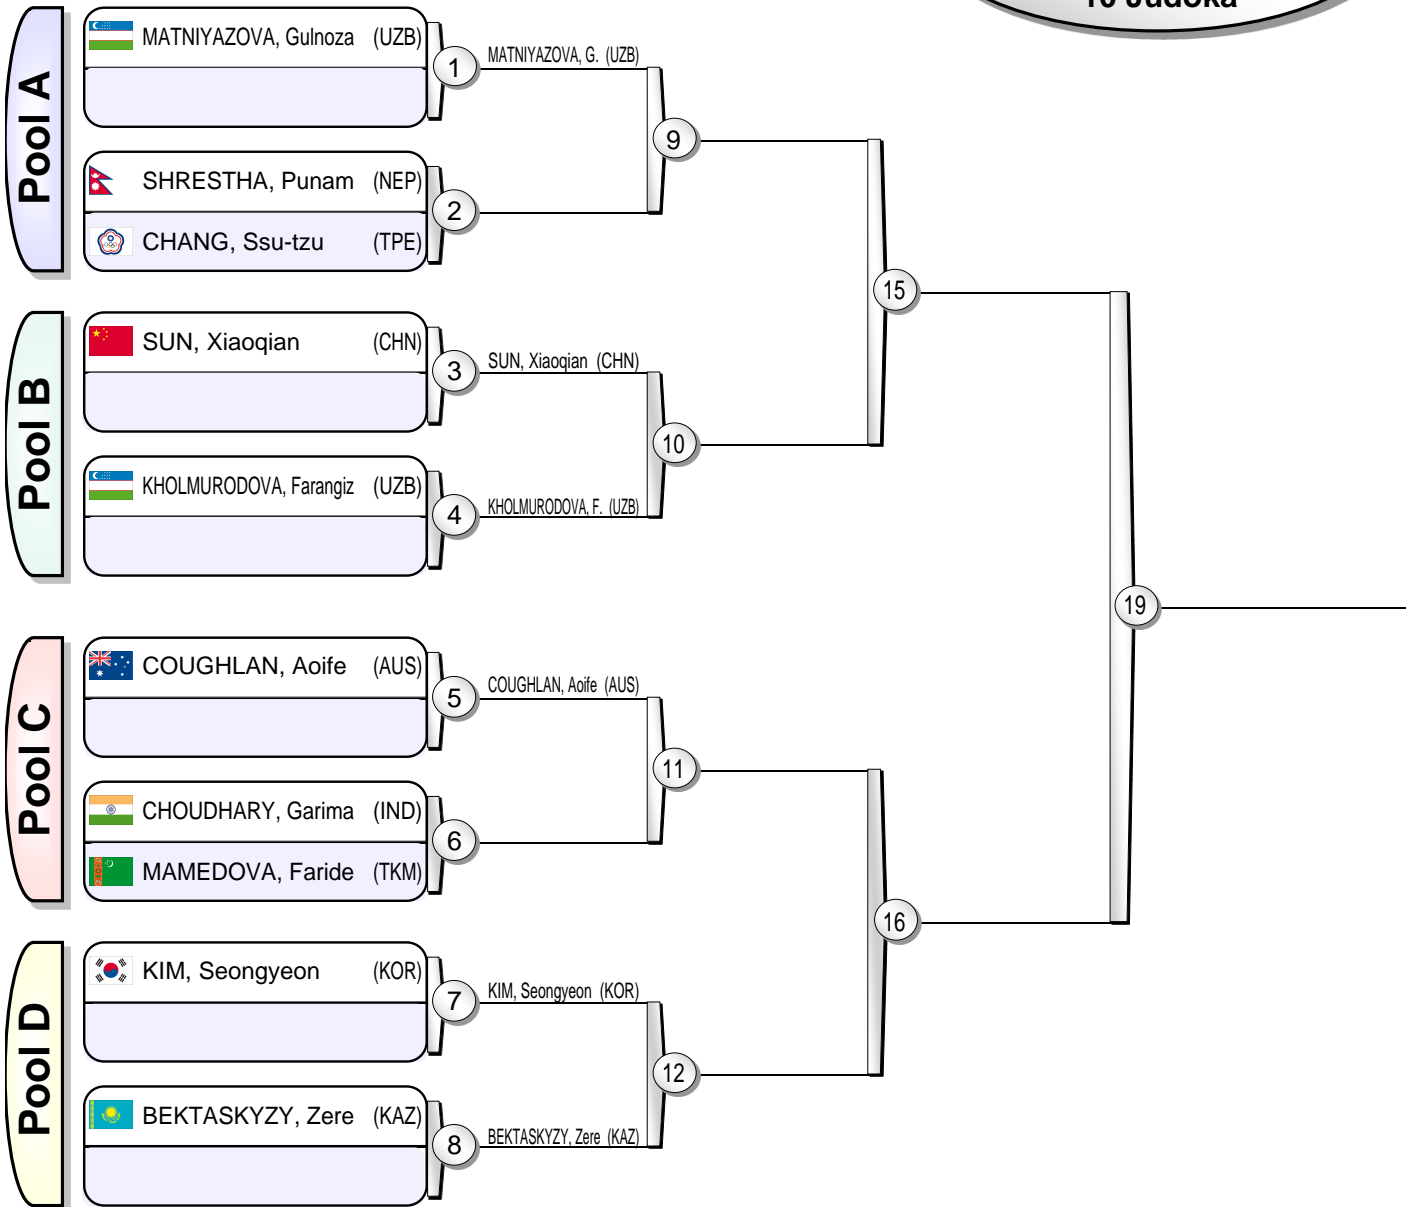 10 Judoka
Pool A
MATNIYAZOVA, Gulnoza (UZB)
1
MATNIYAZOVA, G. (UZB)
9
SHRESTHA, Punam (NEP)
2
CHANG, Ssu-tzu (TPE)
15
Pool B
SUN, Xiaoqian (CHN)
3
SUN, Xiaoqian (CHN)
10
KHOLMURODOVA, Farangiz (UZB)
4
KHOLMURODOVA, F. (UZB)
19
Pool C
COUGHLAN, Aoife (AUS)
5
COUGHLAN, Aoife (AUS)
11
CHOUDHARY, Garima (IND)
6
MAMEDOVA, Faride (TKM)
16
Pool D
KIM, Seongyeon (KOR)
7
KIM, Seongyeon (KOR)
12
BEKTASKYZY, Zere (KAZ)
8
BEKTASKYZY, Zere (KAZ)